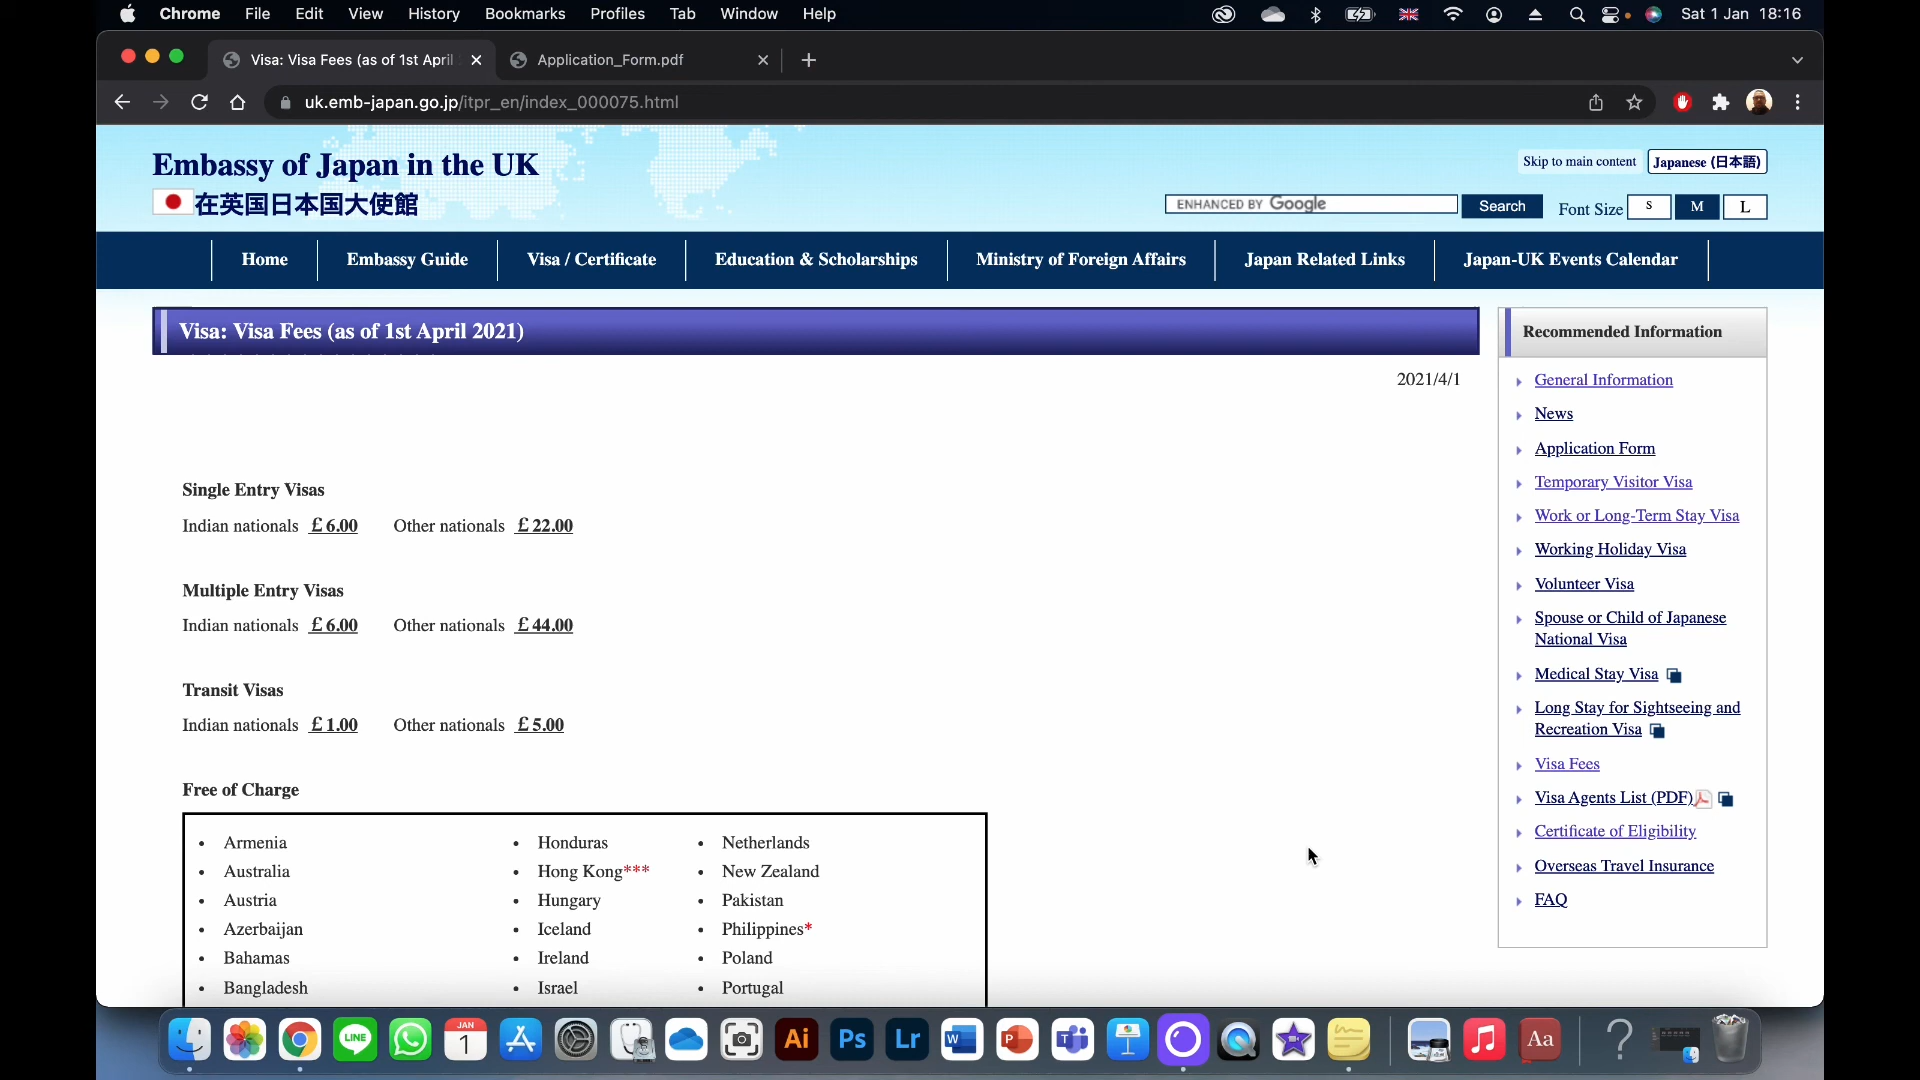 Chrome File Edit View History Bookmarks Profiles Tab Window Help Sat 1 Jan 18:16
Visa: Visa Fees (as of 1st April
Application_Form.pdf
uk.emb-japan.go.jp/itpr_en/index_000075.html
Embassy of Japan in the UK
在英国日本国大使館
Skip to main content Japanese (日本語)
ENHANCED BY Google Search Font Size S M L
Home Embassy Guide Visa / Certificate Education & Scholarships Ministry of Foreign Affairs Japan Related Links Japan-UK Events Calendar
Visa: Visa Fees (as of 1st April 2021)
2021/4/1
Single Entry Visas
Indian nationals £6.00 Other nationals £22.00
Multiple Entry Visas
Indian nationals £6.00 Other nationals £44.00
Transit Visas
Indian nationals £1.00 Other nationals £5.00
Free of Charge
• Armenia • Honduras • Netherlands
• Australia • Hong Kong*** • New Zealand
• Austria • Hungary • Pakistan
• Azerbaijan • Iceland • Philippines*
• Bahamas • Ireland • Poland
• Bangladesh • Israel • Portugal
Recommended Information
General Information
News
Application Form
Temporary Visitor Visa
Work or Long-Term Stay Visa
Working Holiday Visa
Volunteer Visa
Spouse or Child of Japanese
National Visa
Medical Stay Visa
Long Stay for Sightseeing and
Recreation Visa
Visa Fees
Visa Agents List (PDF)
Certificate of Eligibility
Overseas Travel Insurance
FAQ
LINE JAN 1 Ai Ps Lr W P T Aa ?